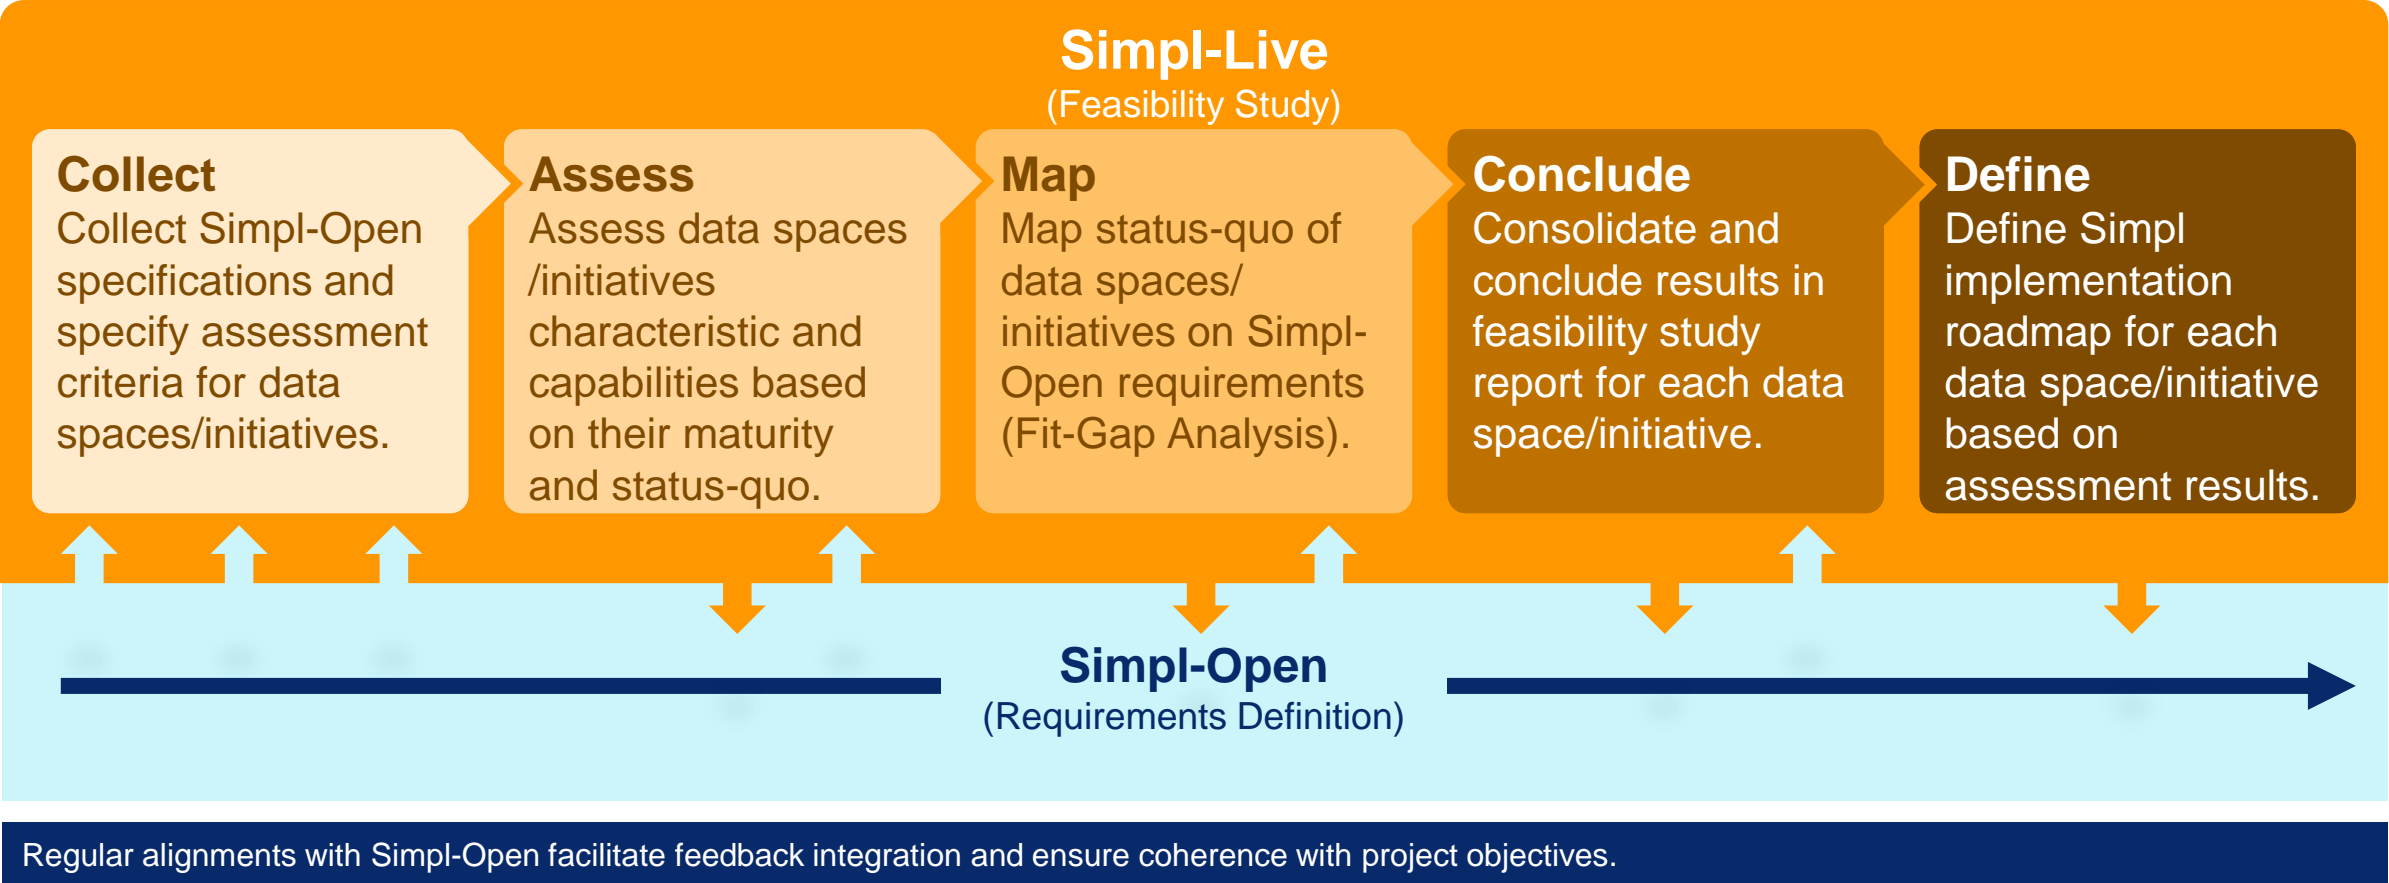 Simpl-Live
(Feasibility Study)
Collect
Collect Simpl-Open
specifications and
specify assessment
criteria for data
spaces/initiatives.
Assess
Assess data spaces
/initiatives
characteristic and
capabilities based
on their maturity
and status-quo.
Map
Map status-quo of
data spaces/
initiatives on Simpl-
Open requirements
(Fit-Gap Analysis).
Conclude
Consolidate and
conclude results in
feasibility study
report for each data
space/initiative.
Define
Define Simpl
implementation
roadmap for each
data space/initiative
based on
assessment results.
Simpl-Open
(Requirements Definition)
Regular alignments with Simpl-Open facilitate feedback integration and ensure coherence with project objectives.